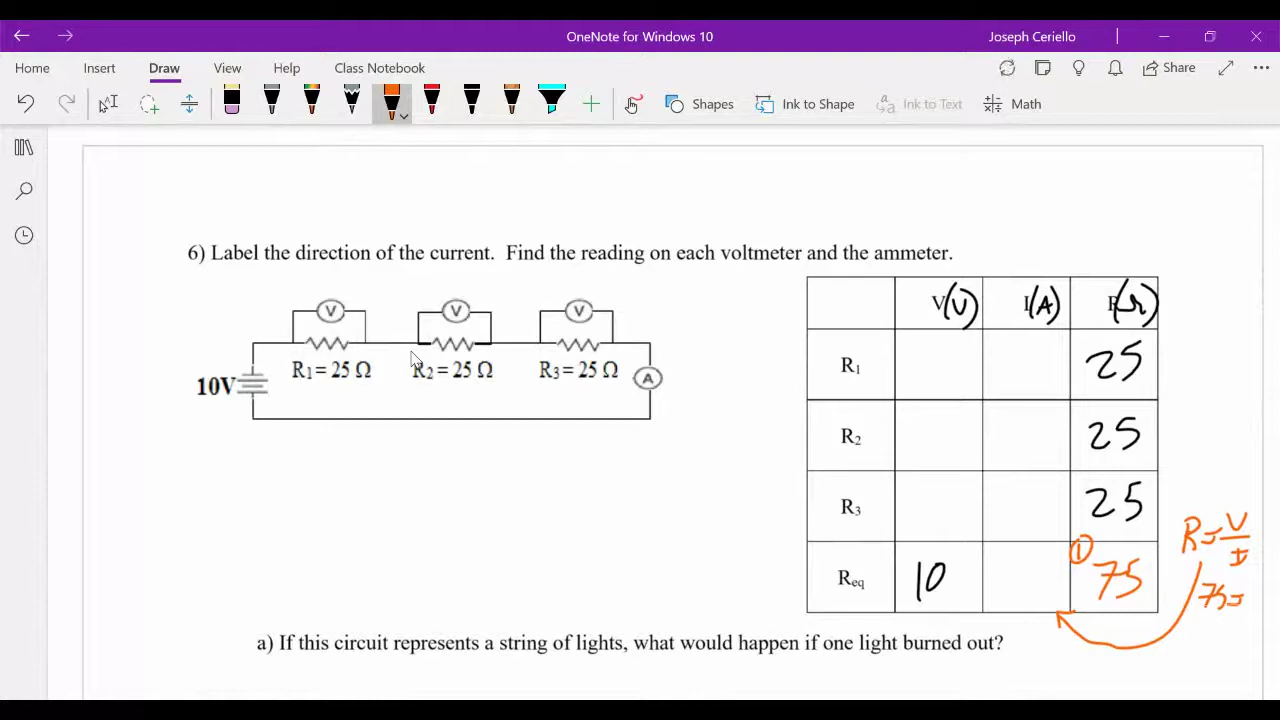 OneNote for Windows 10
Joseph Ceriello
Home Insert Draw View Help Class Notebook
Share
Shapes Ink to Shape Ink to Text Math
6) Label the direction of the current. Find the reading on each voltmeter and the ammeter.
V V V
R1 = 25 Ω R2 = 25 Ω R3 = 25 Ω
10V
A
V(V) I(A) R(Ω)
R1 25
R2 25
R3 25
Req 10 ① 75
R = V/I
75 =
a) If this circuit represents a string of lights, what would happen if one light burned out?